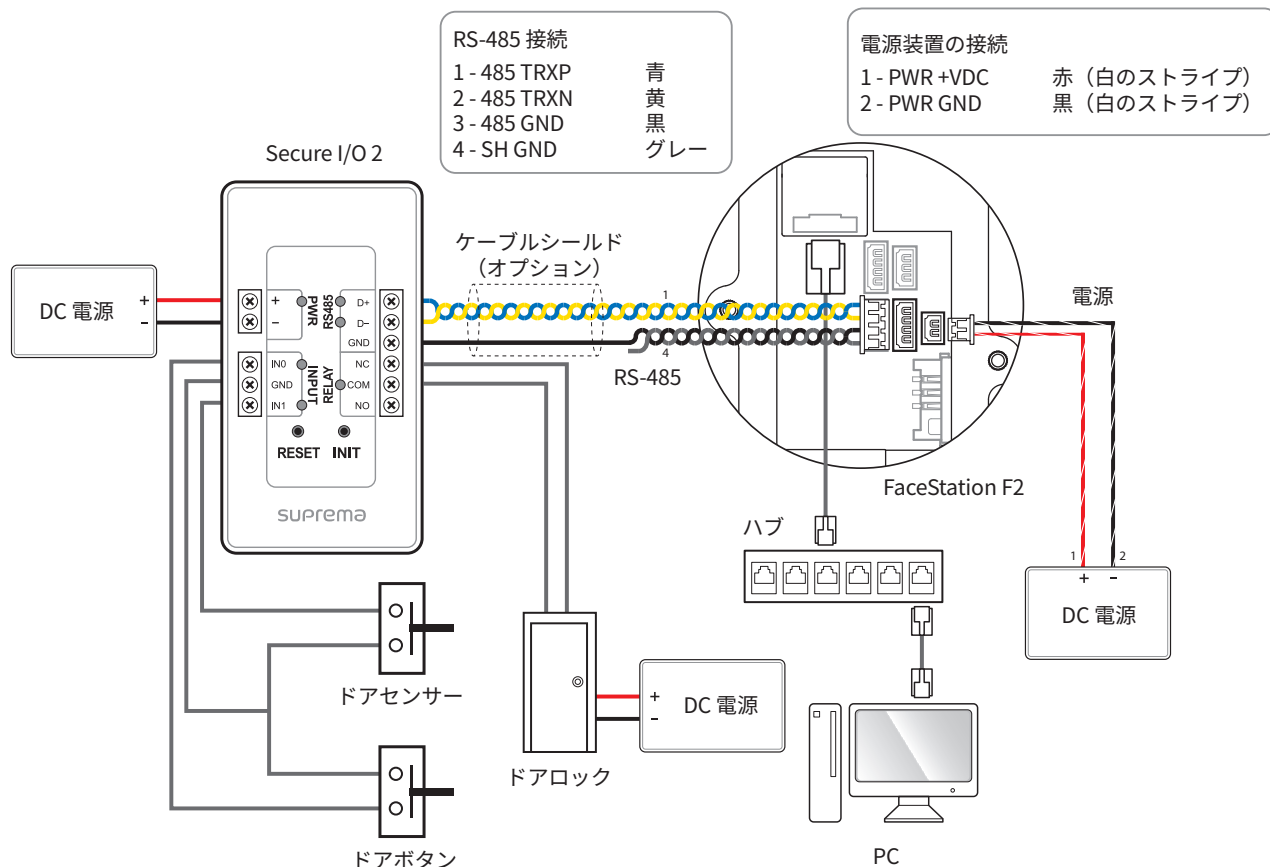 RS-485 接続
1 - 485 TRXP 青
2 - 485 TRXN 黄
3 - 485 GND 黒
4 - SH GND グレー
電源装置の接続
1 - PWR +VDC 赤（白のストライプ）
2 - PWR GND 黒（白のストライプ）
Secure I/O 2
ケーブルシールド
（オプション）
DC 電源
+
-
+
-
PWR
RS485
D+
D-
GND
IN0
GND
IN1
INPUT
RELAY
NC
COM
NO
RESET INIT
suprema
1
4
RS-485
電源
FaceStation F2
ハブ
1
2
+
-
DC 電源
ドアセンサー
ドアロック
+
-
DC 電源
ドアボタン
PC